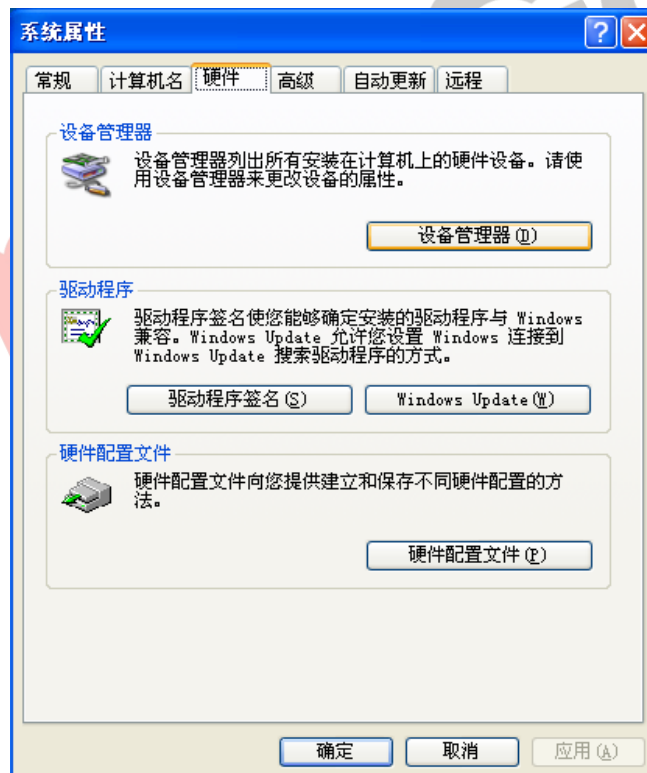 系统属性
常规 计算机名 硬件 高级 自动更新 远程
设备管理器
设备管理器列出所有安装在计算机上的硬件设备。请使
用设备管理器来更改设备的属性。
设备管理器(D)
驱动程序
驱动程序签名使您能够确定安装的驱动程序与 Windows
兼容。Windows Update 允许您设置 Windows 连接到
Windows Update 搜索驱动程序的方式。
驱动程序签名(S) Windows Update(W)
硬件配置文件
硬件配置文件向您提供建立和保存不同硬件配置的方
法。
硬件配置文件(P)
确定 取消 应用(A)